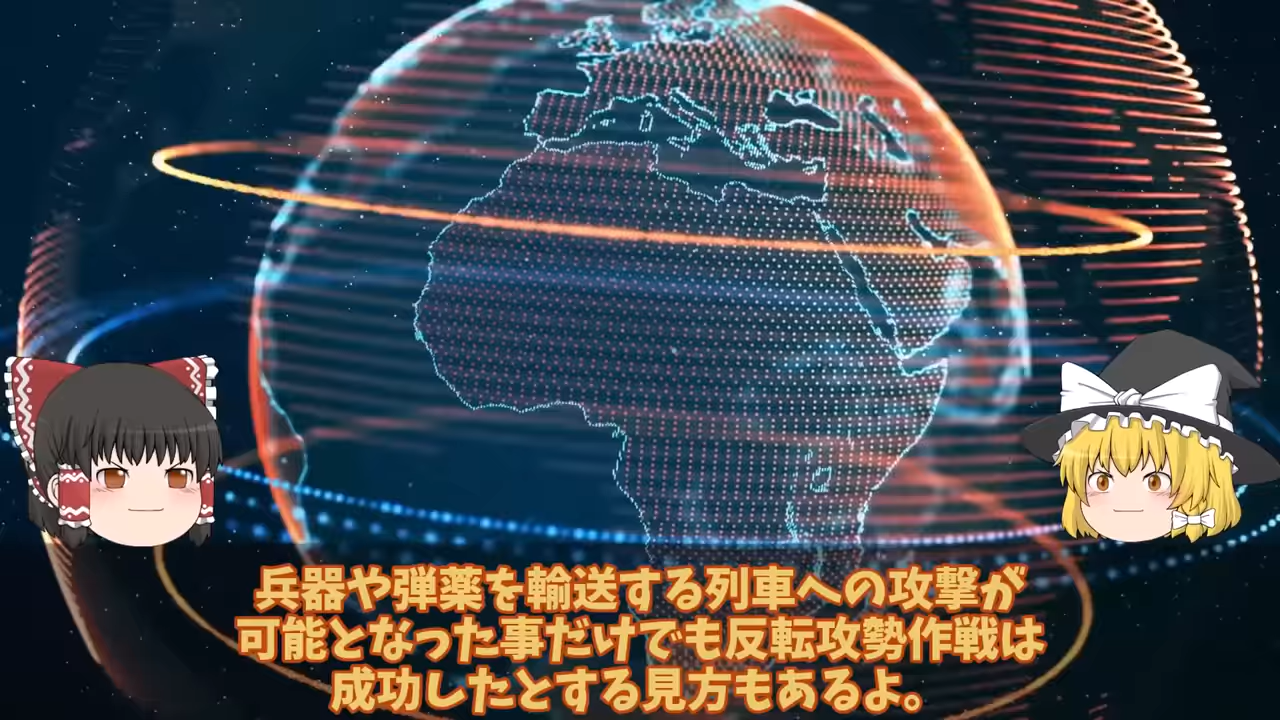 兵器や弾薬を輸送する列車への攻撃が
可能となった事だけでも反転攻勢作戦は
成功したとする見方もあるよ。